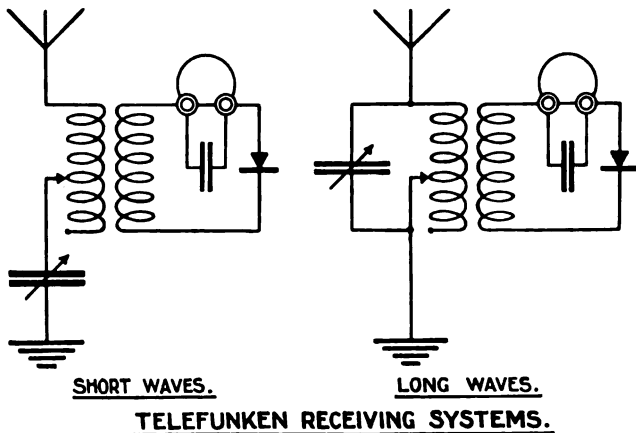 SHORT WAVES.
LONG WAVES.
TELEFUNKEN RECEIVING SYSTEMS.